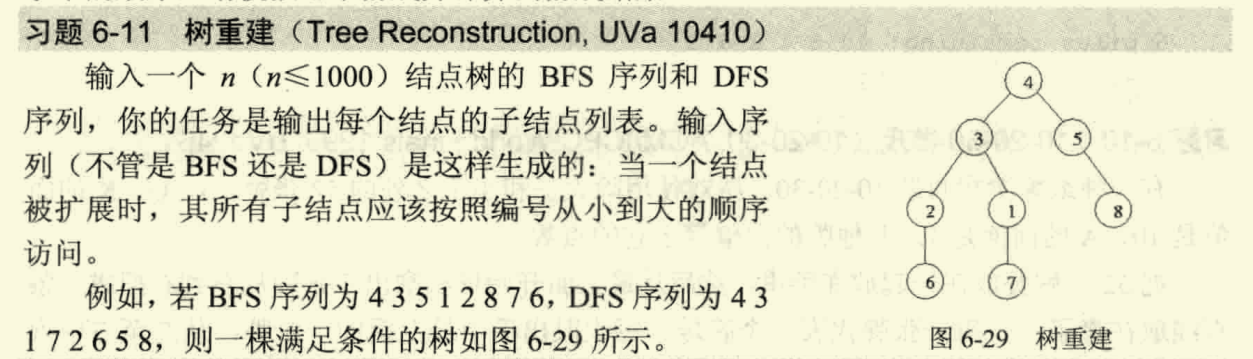 习题 6-11 树重建（Tree Reconstruction, UVa 10410）
输入一个 n（n≤1000）结点树的 BFS 序列和 DFS
序列，你的任务是输出每个结点的子结点列表。输入序
列（不管是 BFS 还是 DFS）是这样生成的：当一个结点
被扩展时，其所有子结点应该按照编号从小到大的顺序
访问。
例如，若 BFS 序列为 4 3 5 1 2 8 7 6，DFS 序列为 4 3
1 7 2 6 5 8，则一棵满足条件的树如图 6-29 所示。
4
3 5
2 1 8
6 7
图 6-29 树重建